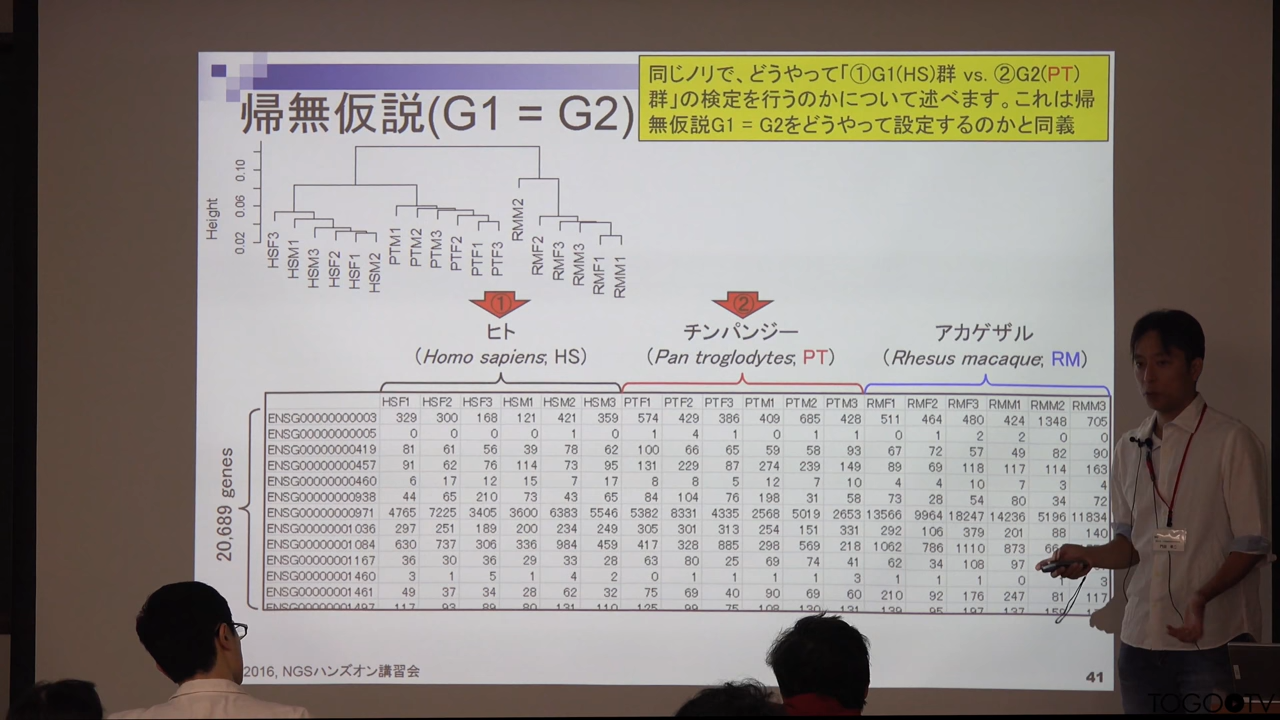 帰無仮説(G1 = G2)
同じノリで、どうやって「①G1(HS)群 vs. ②G2(PT)
群」の検定を行うのかについて述べます。これは帰
無仮説G1 = G2をどうやって設定するのかと同義
Height
0.02 0.06 0.10
HSF3 HSM1 HSM3 HSF2 HSF1 HSM2 PTM1 PTM2 PTM3 PTF2 PTF1 PTF3 RMM2 RMF2 RMF3 RMM3 RMF1 RMM1
① ②
ヒト チンパンジー アカゲザル
(Homo sapiens; HS) (Pan troglodytes; PT) (Rhesus macaque; RM)
20,689 genes
HSF1 HSF2 HSF3 HSM1 HSM2 HSM3 PTF1 PTF2 PTF3 PTM1 PTM2 PTM3 RMF1 RMF2 RMF3 RMM1 RMM2 RMM3
ENSG00000000003 329 300 168 121 421 359 574 429 386 409 685 428 511 464 480 424 1348 705
ENSG00000000005 0 0 0 0 1 0 1 4 1 0 1 1 0 1 2 2 0 0
ENSG00000000419 81 61 56 39 78 62 100 66 65 59 58 93 67 72 57 49 82 90
ENSG00000000457 91 62 76 114 73 95 131 229 87 274 239 149 89 69 118 117 114 163
ENSG00000000460 6 17 12 15 7 17 8 8 5 12 7 10 4 4 10 7 3 4
ENSG00000000938 44 65 210 73 43 65 84 104 76 198 31 58 73 28 54 80 34 72
ENSG00000000971 4765 7225 3405 3600 6383 5546 5382 8331 4335 2568 5019 2653 13566 9964 18247 14236 5196 11834
ENSG00000001036 297 251 189 200 234 249 305 301 313 254 151 331 292 106 379 201 88 140
ENSG00000001084 630 737 306 336 984 459 417 328 885 298 569 218 1062 786 1110 873
ENSG00000001167 36 30 36 29 33 28 63 80 25 69 74 41 62 34 108 97
ENSG00000001460 3 1 5 1 4 2 0 1 1 1 1 3 1 1 1 0 3
ENSG00000001461 49 37 34 28 62 32 75 69 40 90 69 60 210 92 176 247 81 117
ENSG00000001497 117 93 89 80 131 110 125 99 75 108 130 131 139 95 197 137
2016, NGSハンズオン講習会
41
TOGOTV